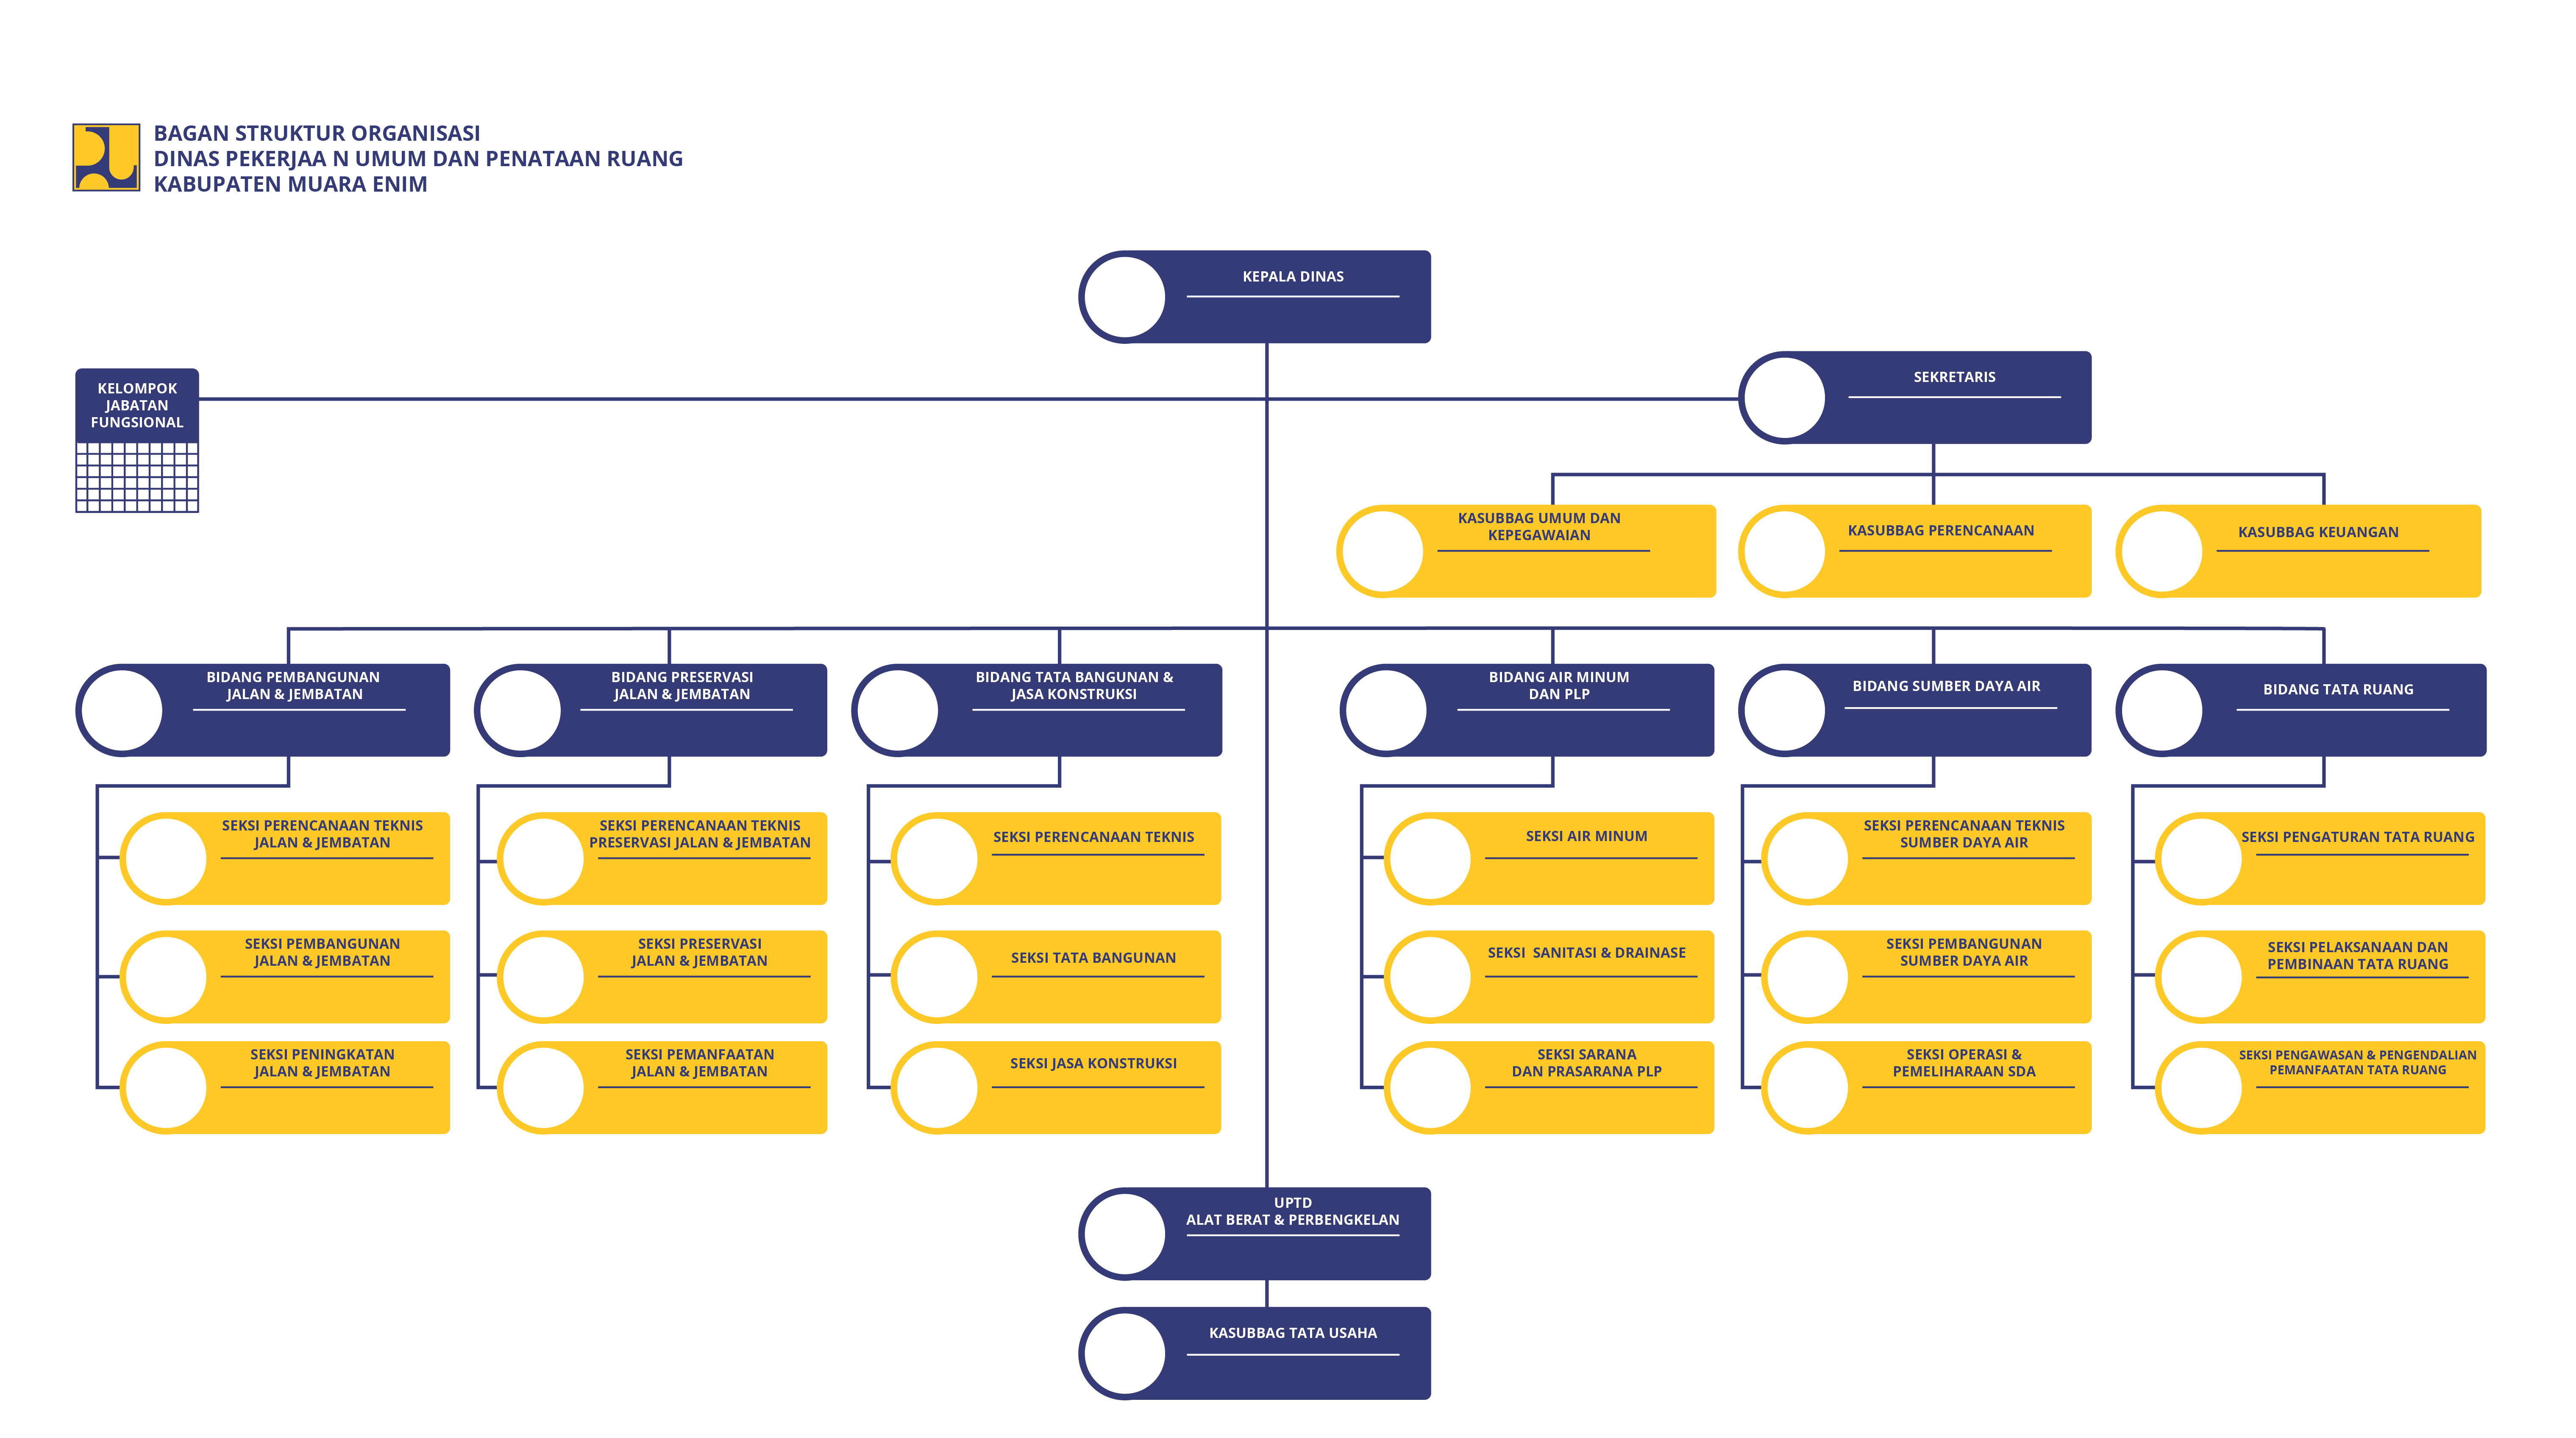 BAGAN STRUKTUR ORGANISASI
DINAS PEKERJAA N UMUM DAN PENATAAN RUANG
KABUPATEN MUARA ENIM
KEPALA DINAS
KELOMPOK
JABATAN
FUNGSIONAL
SEKRETARIS
KASUBBAG UMUM DAN
KEPEGAWAIAN
KASUBBAG PERENCANAAN
KASUBBAG KEUANGAN
BIDANG PEMBANGUNAN
JALAN & JEMBATAN
BIDANG PRESERVASI
JALAN & JEMBATAN
BIDANG TATA BANGUNAN &
JASA KONSTRUKSI
BIDANG AIR MINUM
DAN PLP
BIDANG SUMBER DAYA AIR
BIDANG TATA RUANG
SEKSI PERENCANAAN TEKNIS
JALAN & JEMBATAN
SEKSI PERENCANAAN TEKNIS
PRESERVASI JALAN & JEMBATAN
SEKSI PERENCANAAN TEKNIS
SEKSI AIR MINUM
SEKSI PERENCANAAN TEKNIS
SUMBER DAYA AIR
SEKSI PENGATURAN TATA RUANG
SEKSI PEMBANGUNAN
JALAN & JEMBATAN
SEKSI PRESERVASI
JALAN & JEMBATAN
SEKSI TATA BANGUNAN
SEKSI  SANITASI & DRAINASE
SEKSI PEMBANGUNAN
SUMBER DAYA AIR
SEKSI PELAKSANAAN DAN
PEMBINAAN TATA RUANG
SEKSI PENINGKATAN
JALAN & JEMBATAN
SEKSI PEMANFAATAN
JALAN & JEMBATAN
SEKSI JASA KONSTRUKSI
SEKSI SARANA
DAN PRASARANA PLP
SEKSI OPERASI &
PEMELIHARAAN SDA
SEKSI PENGAWASAN & PENGENDALIAN
PEMANFAATAN TATA RUANG
UPTD
ALAT BERAT & PERBENGKELAN
KASUBBAG TATA USAHA